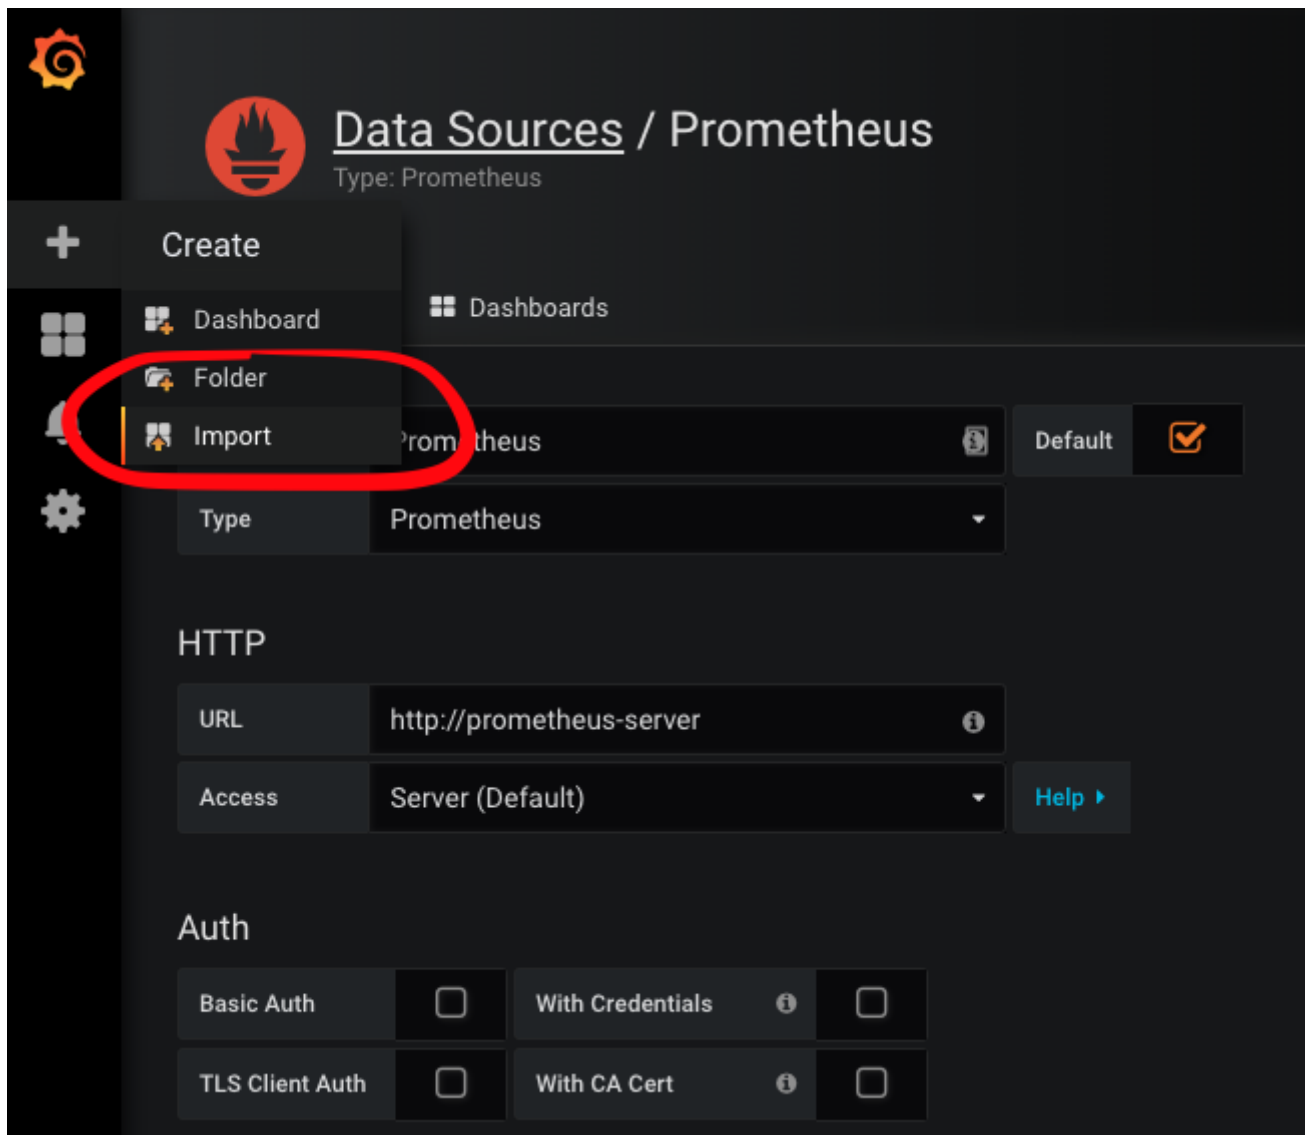 Data Sources / Prometheus
Type: Prometheus
Create
Dashboard
Dashboards
Folder
Import
Prometheus
Default
Type
Prometheus
HTTP
URL
http://prometheus-server
Access
Server (Default)
Help
Auth
Basic Auth
With Credentials
TLS Client Auth
With CA Cert